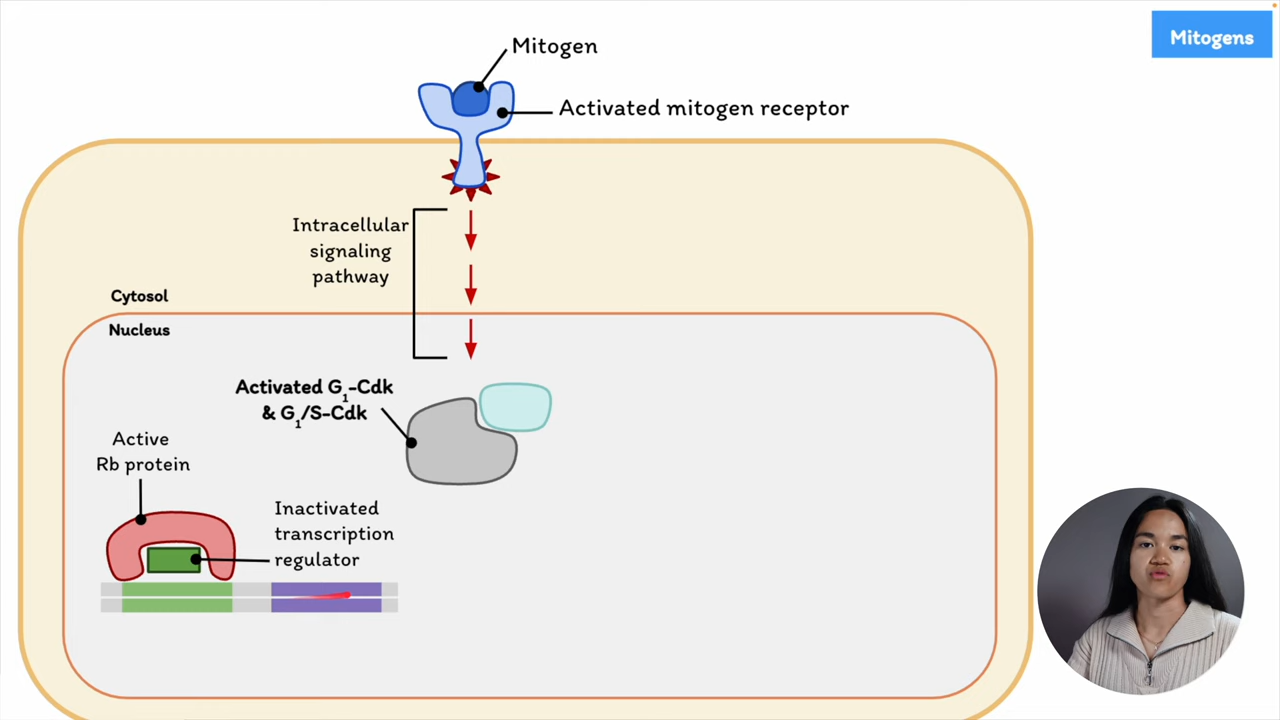 Mitogens
Mitogen
Activated mitogen receptor
Intracellular
signaling
pathway
Cytosol
Nucleus
Activated G₁-Cdk
& G₁/S-Cdk
Active
Rb protein
Inactivated
transcription
regulator